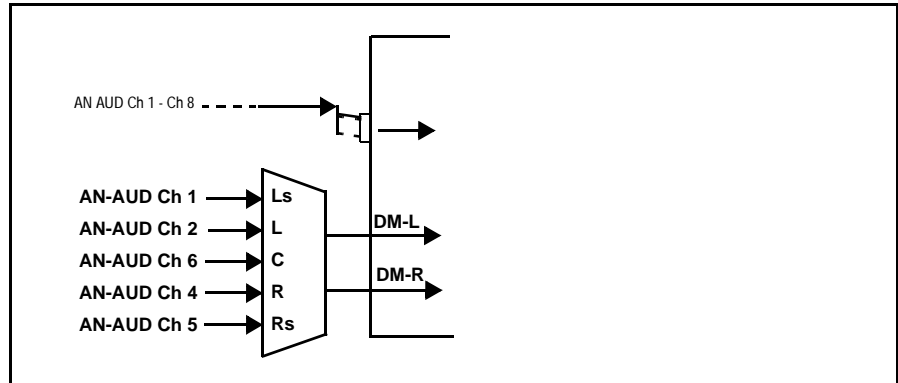 AN AUD Ch 1 - Ch 8
AN-AUD Ch 1
Ls
AN-AUD Ch 2
L
AN-AUD Ch 6
C
AN-AUD Ch 4
R
AN-AUD Ch 5
Rs
DM-L
DM-R